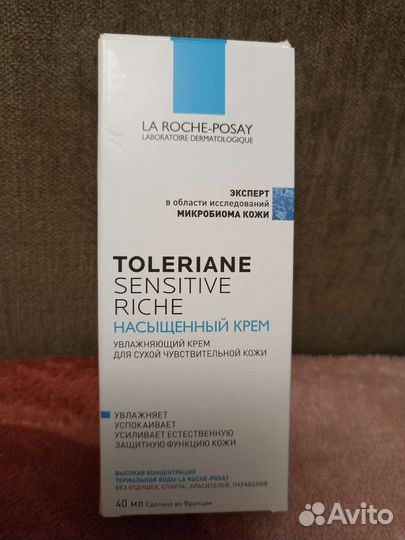 LA ROCHE-POSAY
LABORATOIRE DERMATOLOGIQUE
ЭКСПЕРТ
в области исследований
МИКРОБИОМА КОЖИ
TOLERIANE
SENSITIVE
RICHE
НАСЫЩЕННЫЙ КРЕМ
УВЛАЖНЯЮЩИЙ КРЕМ
ДЛЯ СУХОЙ ЧУВСТВИТЕЛЬНОЙ КОЖИ
УВЛАЖНЯЕТ
УСПОКАИВАЕТ
УСИЛИВАЕТ ЕСТЕСТВЕННУЮ
ЗАЩИТНУЮ ФУНКЦИЮ КОЖИ
ВЫСОКАЯ КОНЦЕНТРАЦИЯ
ТЕРМАЛЬНОЙ ВОДЫ LA ROCHE-POSAY
БЕЗ ОТДУШЕК, СПИРТА, КРАСИТЕЛЕЙ, ПАРАБЕНОВ
40 МЛ Сделано во Франции
Avito